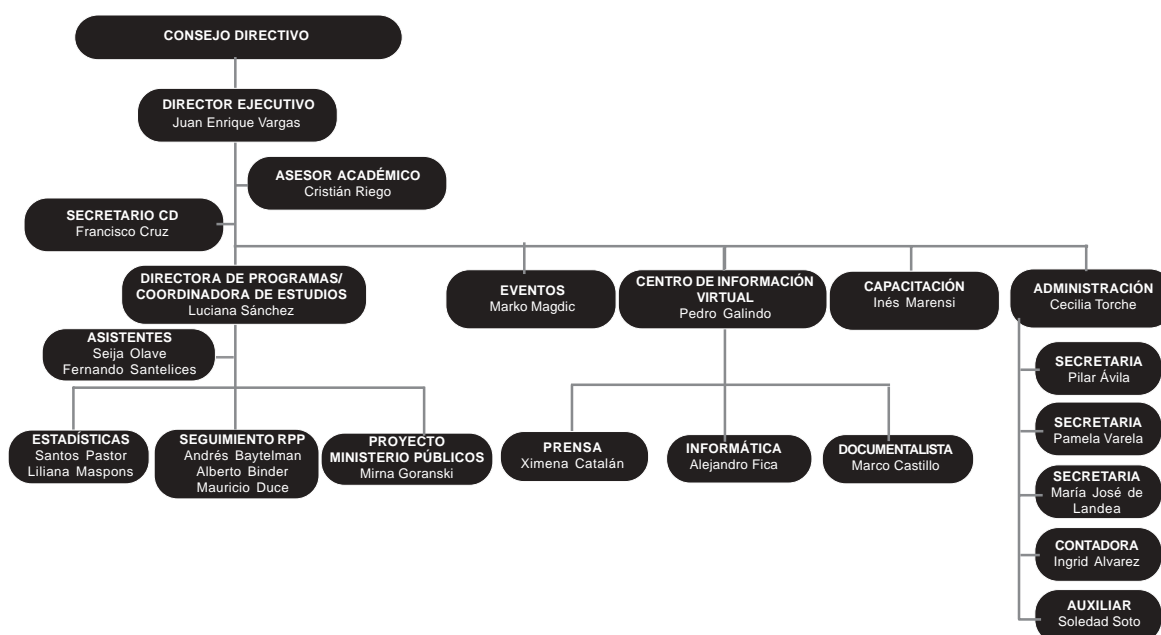 CONSEJO DIRECTIVO
DIRECTOR EJECUTIVO
Juan Enrique Vargas
ASESOR ACADÉMICO
Cristián Riego
SECRETARIO CD
Francisco Cruz
DIRECTORA DE PROGRAMAS/
COORDINADORA DE ESTUDIOS
Luciana Sánchez
EVENTOS
Marko Magdic
CENTRO DE INFORMACIÓN
VIRTUAL
Pedro Galindo
CAPACITACIÓN
Inés Marensi
ADMINISTRACIÓN
Cecilia Torche
ASISTENTES
Seija Olave
Fernando Santelices
ESTADÍSTICAS
Santos Pastor
Liliana Maspons
SEGUIMIENTO RPP
Andrés Baytelman
Alberto Binder
Mauricio Duce
PROYECTO
MINISTERIO PÚBLICOS
Mirna Goranski
PRENSA
Ximena Catalán
INFORMÁTICA
Alejandro Fica
DOCUMENTALISTA
Marco Castillo
SECRETARIA
Pilar Ávila
SECRETARIA
Pamela Varela
SECRETARIA
María José de
Landea
CONTADORA
Ingrid Alvarez
AUXILIAR
Soledad Soto